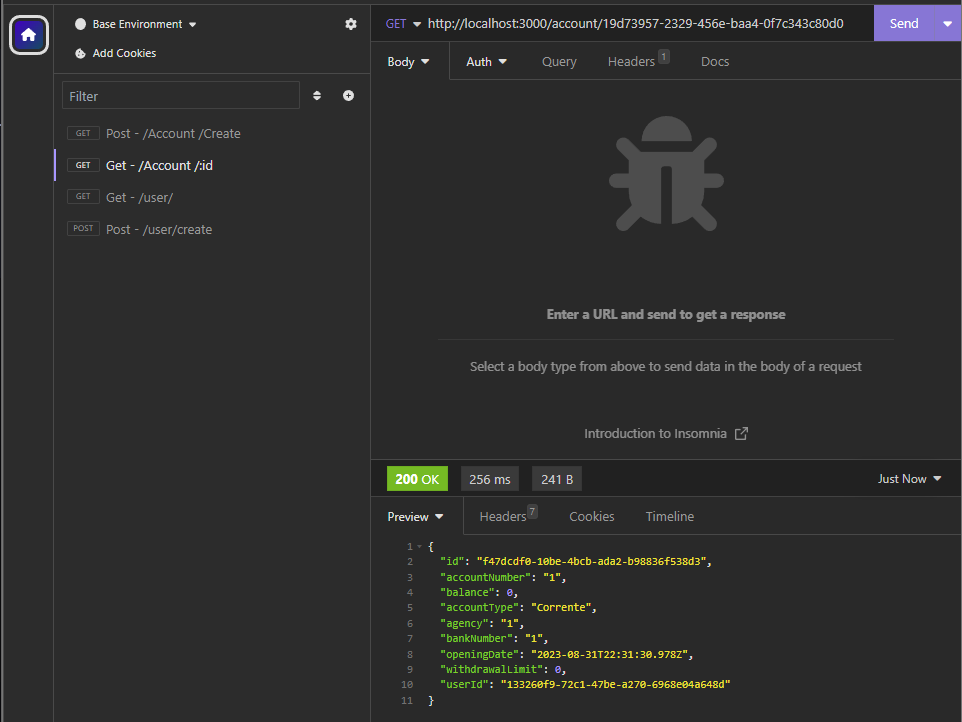 Base Environment
Add Cookies
Filter
GET Post - /Account /Create
GET Get - /Account /:id
GET Get - /user/
POST Post - /user/create
GET http://localhost:3000/account/19d73957-2329-456e-baa4-0f7c343c80d0 Send
Body Auth Query Headers 1 Docs
Enter a URL and send to get a response
Select a body type from above to send data in the body of a request
Introduction to Insomnia
200 OK 256 ms 241 B Just Now
Preview Headers 7 Cookies Timeline
1 {
2 "id": "f47dcdf0-10be-4bcb-ada2-b98836f538d3",
3 "accountNumber": "1",
4 "balance": 0,
5 "accountType": "Corrente",
6 "agency": "1",
7 "bankNumber": "1",
8 "openingDate": "2023-08-31T22:31:30.978Z",
9 "withdrawalLimit": 0,
10 "userId": "133260f9-72c1-47be-a270-6968e04a648d"
11 }